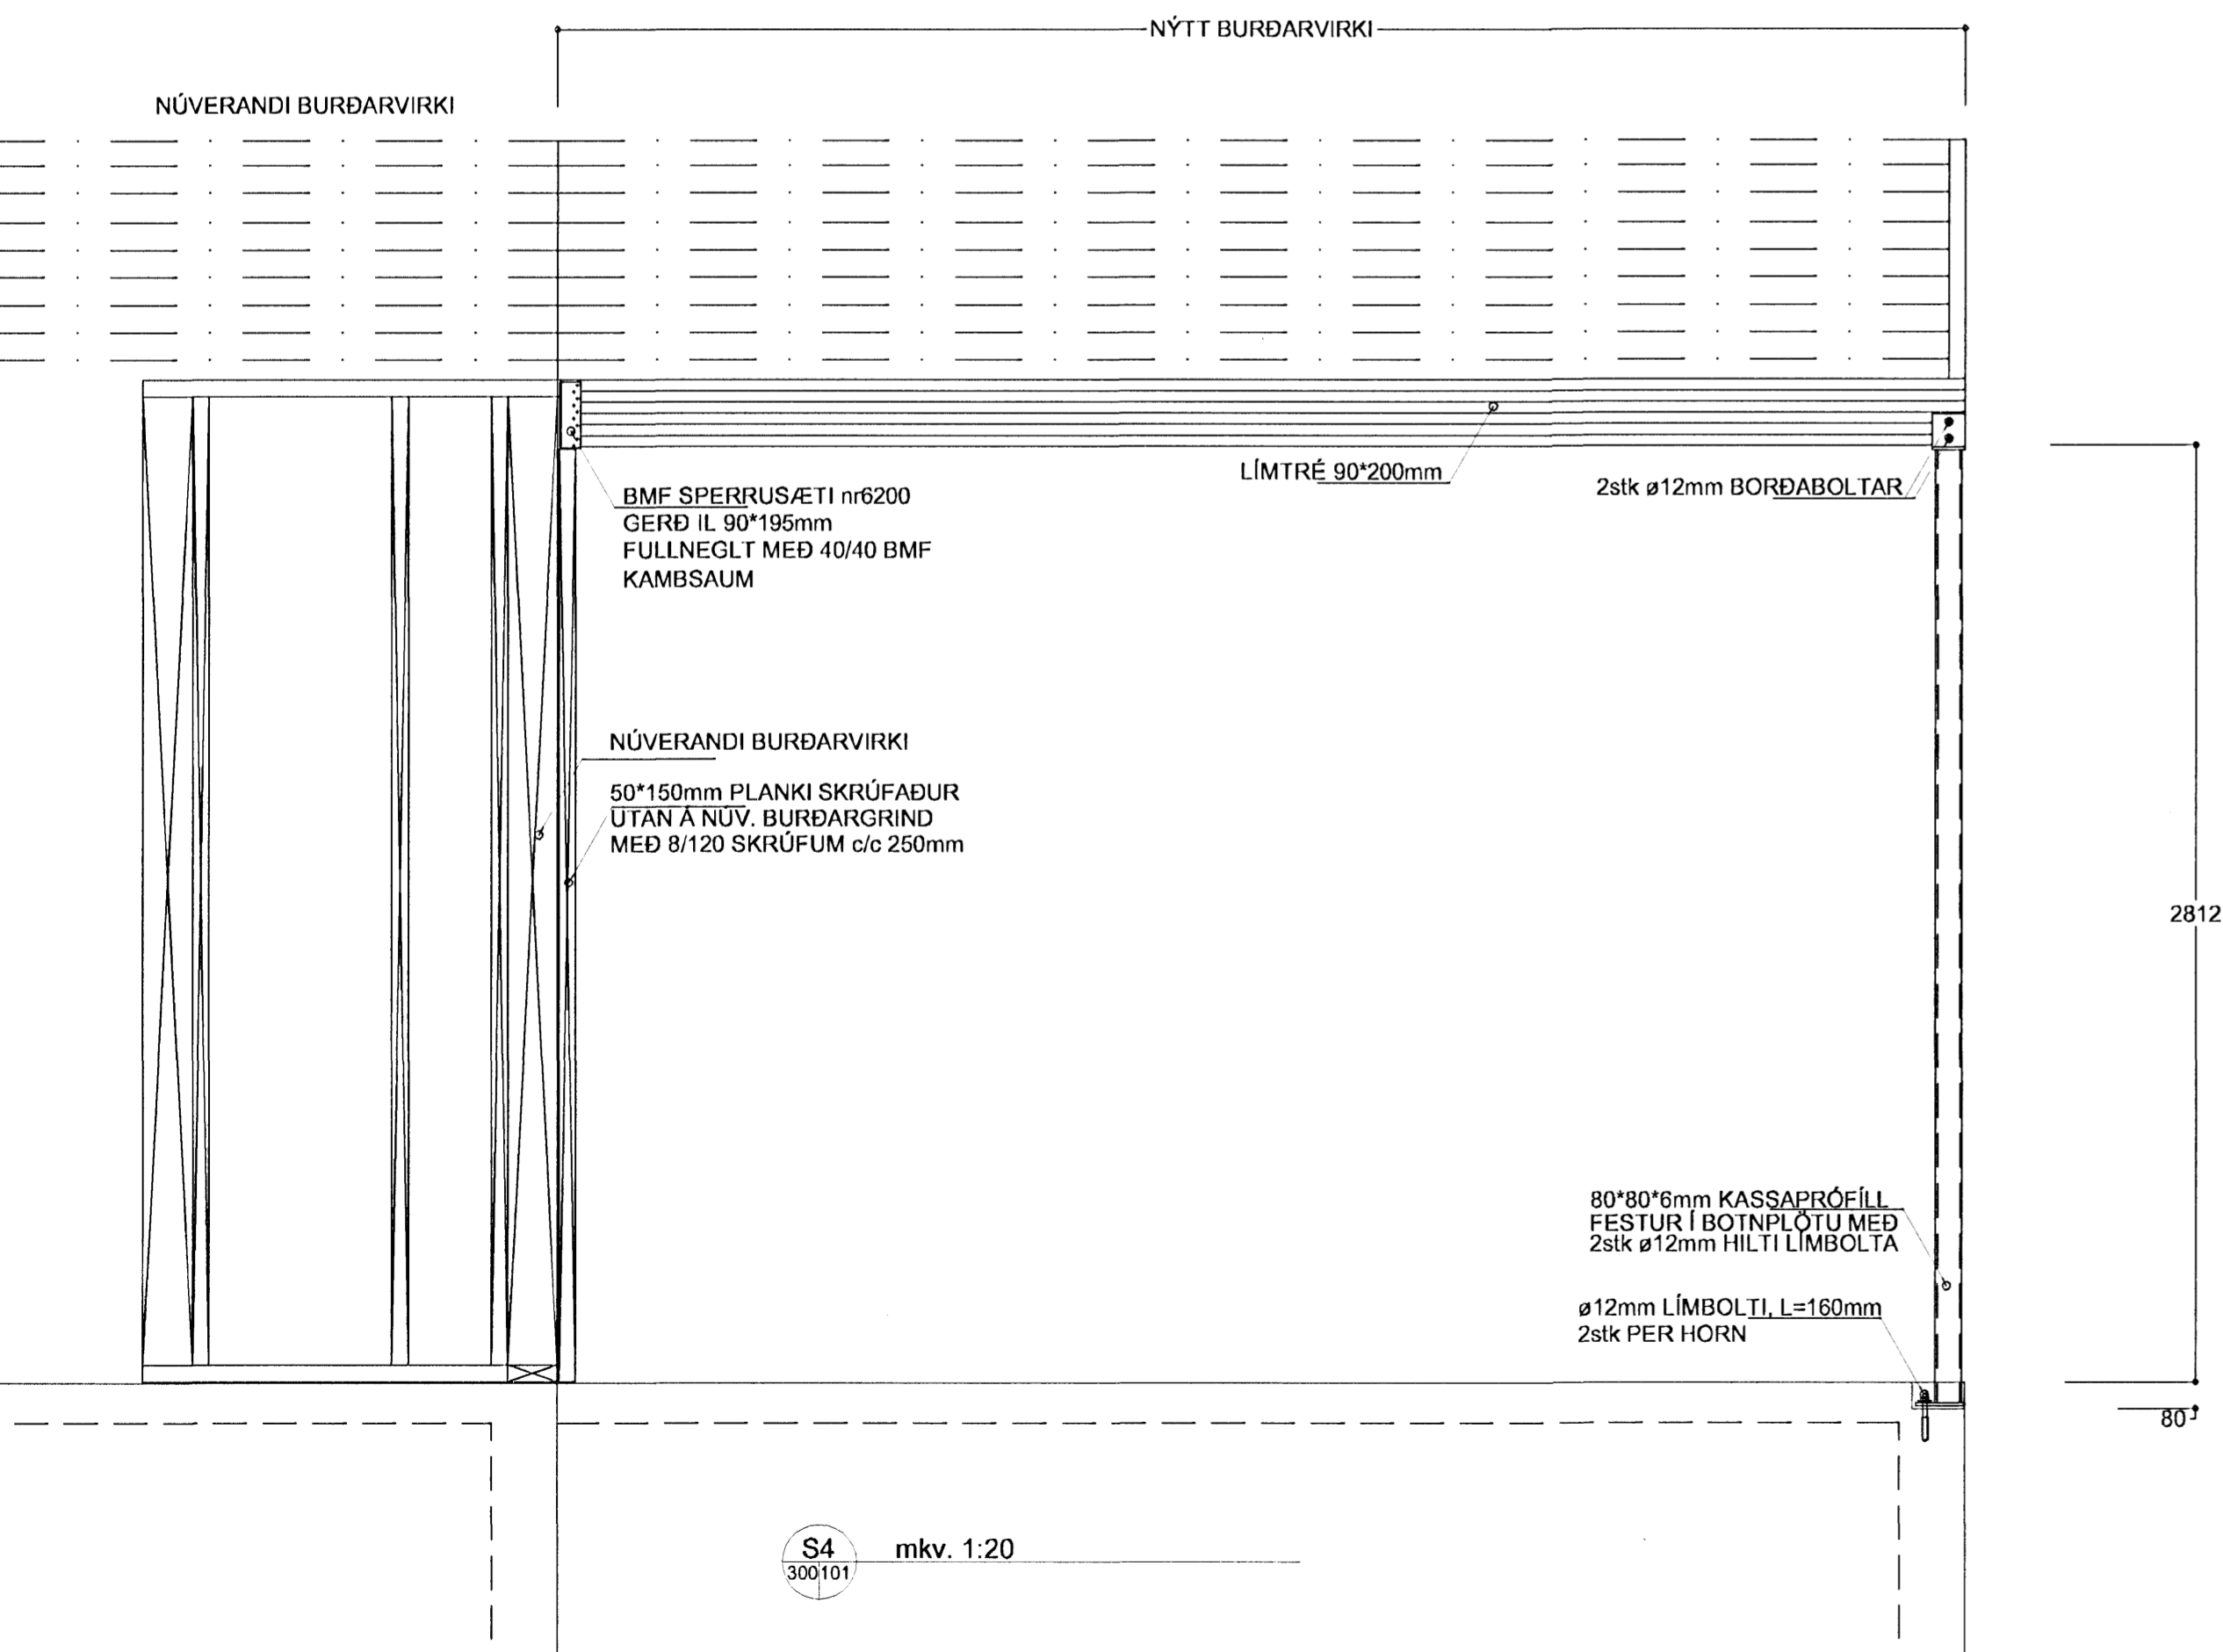 NÝTT BURÐARVIRKI
NÚVERANDI BURÐARVIRKI
LÍMTRÉ 90*200mm
2stk ø12mm BORÐABOLTAR
BMF SPERRUSÆTI nr6200
GERÐ IL 90*195mm
FULLNEGLT MEÐ 40/40 BMF
KAMBSAUM
NÚVERANDI BURÐARVIRKI
50*150mm PLANKI SKRÚFAÐUR
UTAN Á NÚV. BURÐARGRIND
MEÐ 8/120 SKRÚFUM c/c 250mm
2812
80*80*6mm KASSAPRÓFÍLL
FESTUR Í BOTNPLÖTU MEÐ
2stk ø12mm HILTI LÍMBOLTA
ø12mm LÍMBOLTI, L=160mm
2stk PER HORN
80
S4 mkv. 1:20
300 101